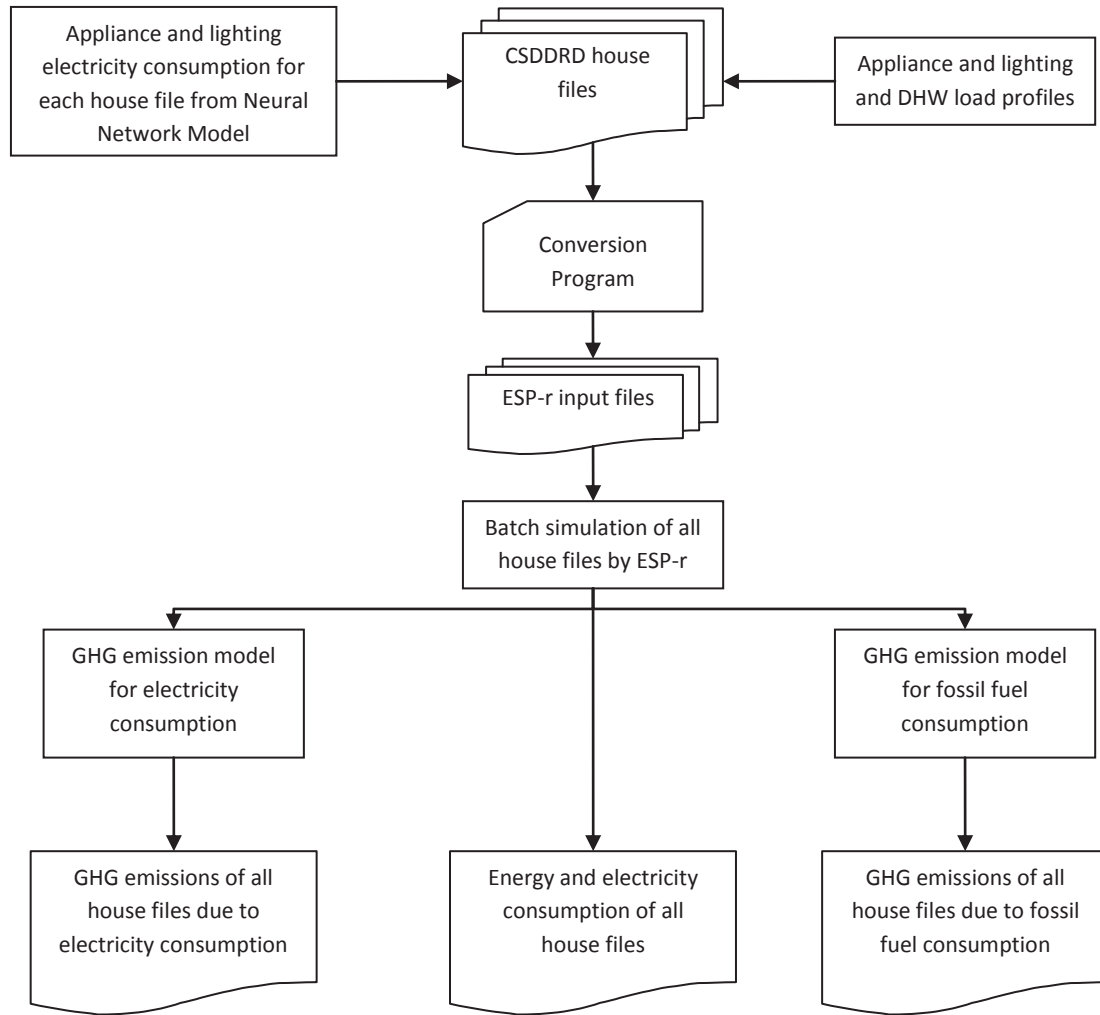 Appliance and lighting
electricity consumption for
each house file from Neural
Network Model
CSDDRD house
files
Appliance and lighting
and DHW load profiles
Conversion
Program
ESP-r input files
Batch simulation of all
house files by ESP-r
GHG emission model
for electricity
consumption
GHG emission model
for fossil fuel
consumption
GHG emissions of all
house files due to
electricity consumption
Energy and electricity
consumption of all
house files
GHG emissions of all
house files due to fossil
fuel consumption